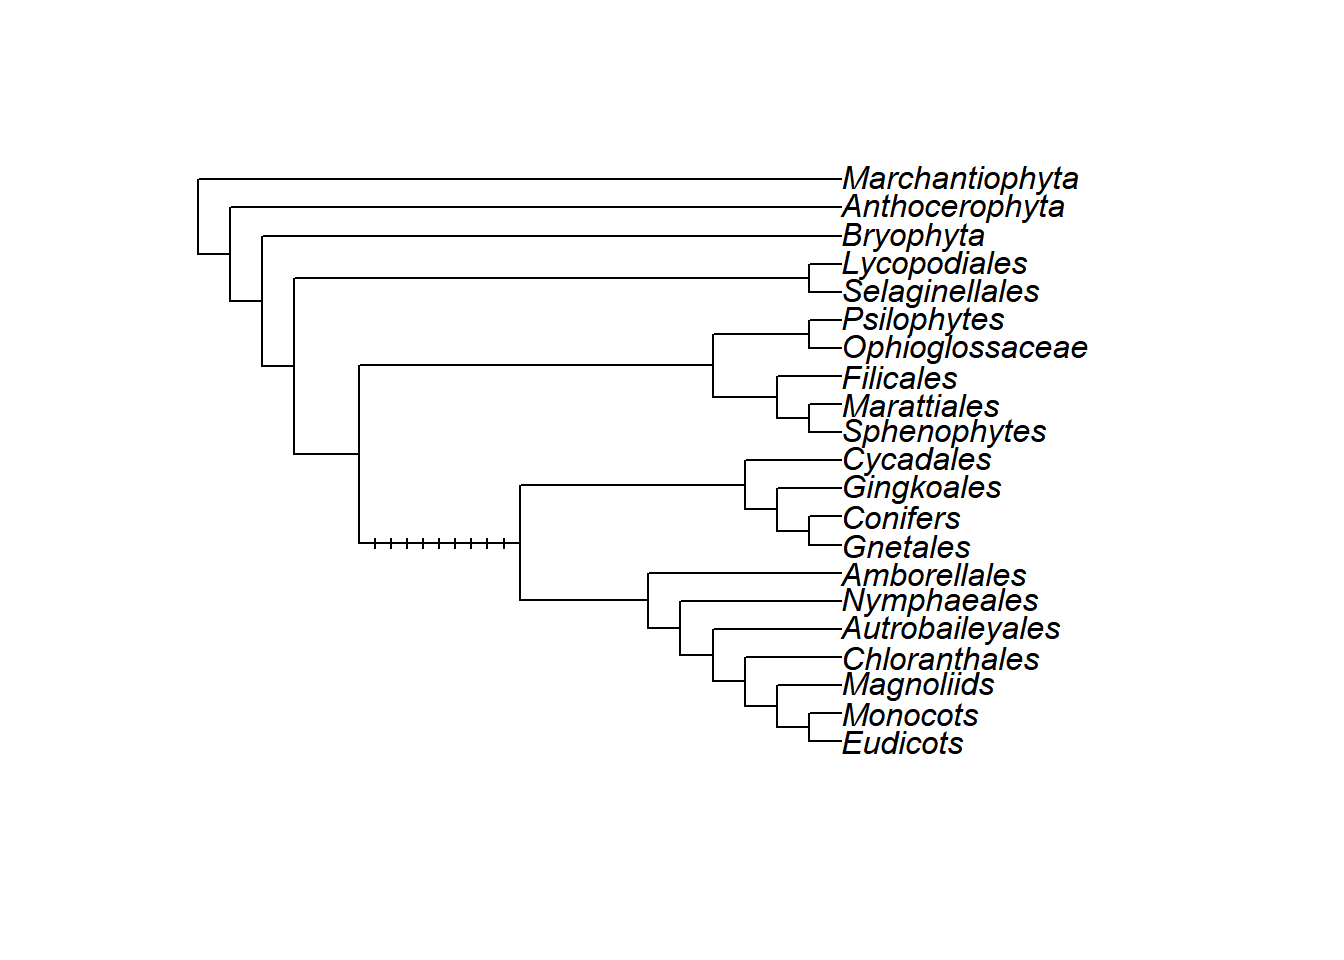 Marchantiophyta
Anthocerophyta
Bryophyta
Lycopodiales
Selaginellales
Psilophytes
Ophioglossaceae
Filicales
Marattiales
Sphenophytes
Cycadales
Gingkoales
Conifers
Gnetales
Amborellales
Nymphaeales
Autrobaileyales
Chloranthales
Magnoliids
Monocots
Eudicots